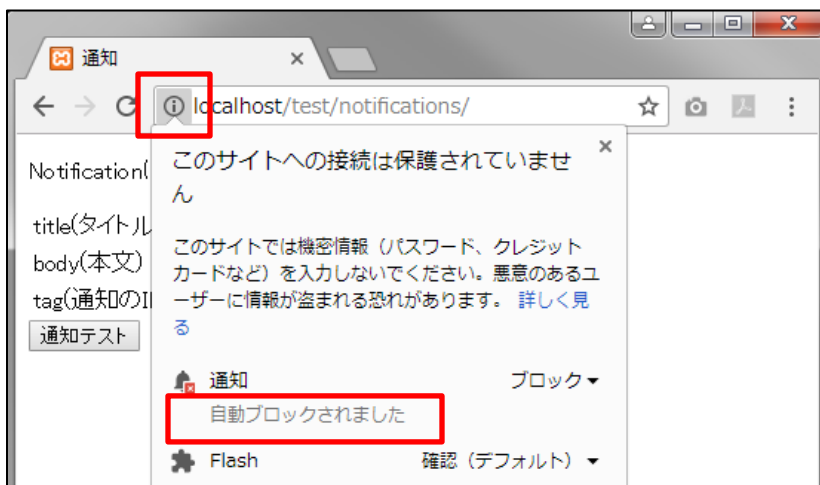 通知
localhost/test/notifications/
Notification(
title(タイトル
body(本文)
tag(通知のI
通知テスト
このサイトへの接続は保護されていませ
ん
このサイトでは機密情報（パスワード、クレジット
カードなど）を入力しないでください。悪意のあるユ
ーザーに情報が盗まれる恐れがあります。 詳しく見
る
通知 ブロック
自動ブロックされました
Flash 確認（デフォルト）